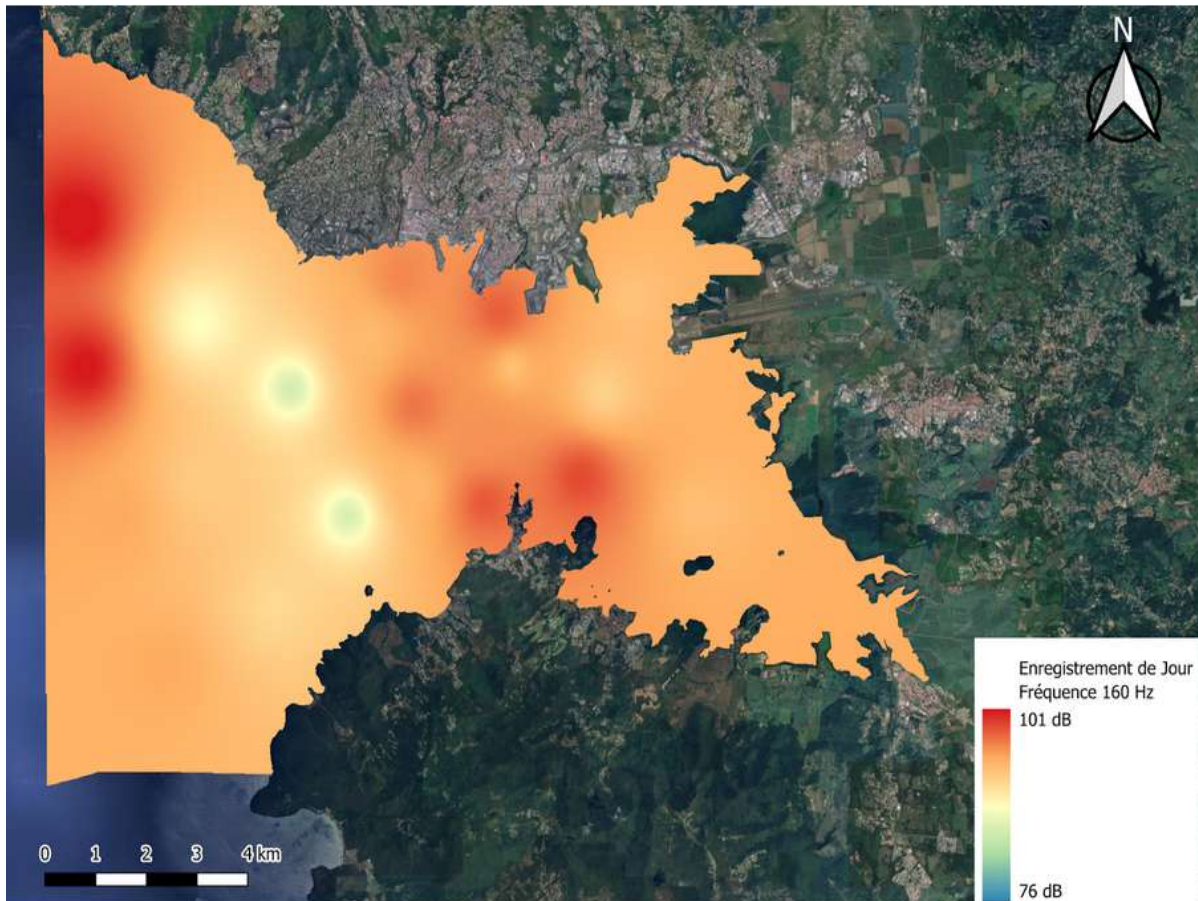 N
Enregistrement de Jour
Fréquence 160 Hz
101 dB
76 dB
0 1 2 3 4 km